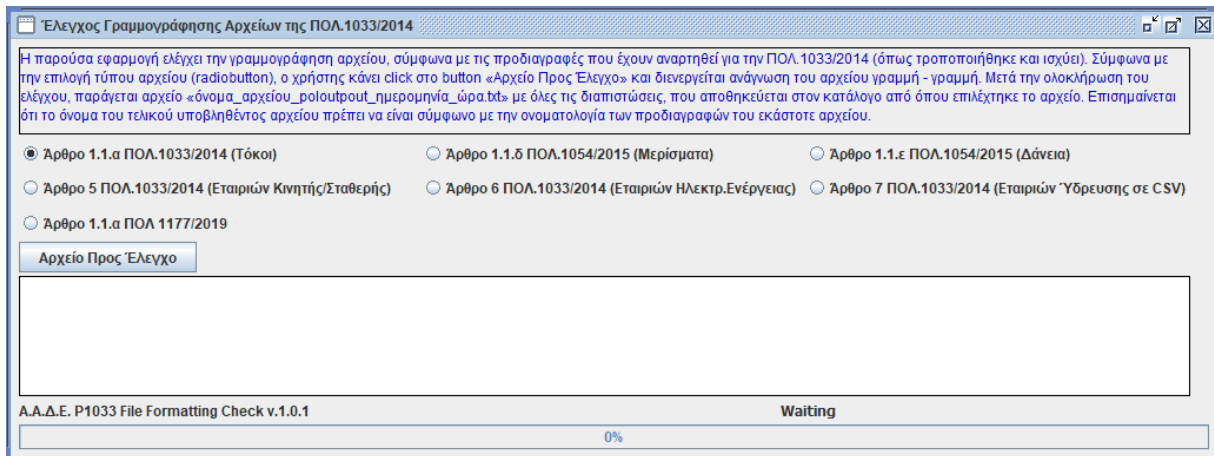 Έλεγχος Γραμμογράφησης Αρχείων της ΠΟΛ.1033/2014
Η παρούσα εφαρμογή ελέγχει την γραμμογράφηση αρχείου, σύμφωνα με τις προδιαγραφές που έχουν αναρτηθεί για την ΠΟΛ.1033/2014 (όπως τροποποιήθηκε και ισχύει). Σύμφωνα με
την επιλογή τύπου αρχείου (radiobutton), ο χρήστης κάνει click στο button «Αρχείο Προς Έλεγχο» και διενεργείται ανάγνωση του αρχείου γραμμή - γραμμή. Μετά την ολοκλήρωση του
ελέγχου, παράγεται αρχείο «όνομα_αρχείου_poloutpout_ημερομηνία_ώρα.txt» με όλες τις διαπιστώσεις, που αποθηκεύεται στον κατάλογο από όπου επιλέχτηκε το αρχείο. Επισημαίνεται
ότι το όνομα του τελικού υποβληθέντος αρχείου πρέπει να είναι σύμφωνο με την ονοματολογία των προδιαγραφών του εκάστοτε αρχείου.
Άρθρο 1.1.α ΠΟΛ.1033/2014 (Τόκοι) Άρθρο 1.1.δ ΠΟΛ.1054/2015 (Μερίσματα) Άρθρο 1.1.ε ΠΟΛ.1054/2015 (Δάνεια)
Άρθρο 5 ΠΟΛ.1033/2014 (Εταιριών Κινητής/Σταθερής) Άρθρο 6 ΠΟΛ.1033/2014 (Εταιριών Ηλεκτρ.Ενέργειας) Άρθρο 7 ΠΟΛ.1033/2014 (Εταιριών Ύδρευσης σε CSV)
Άρθρο 1.1.α ΠΟΛ 1177/2019
Αρχείο Προς Έλεγχο
Α.Α.Δ.Ε. P1033 File Formatting Check v.1.0.1 Waiting
0%